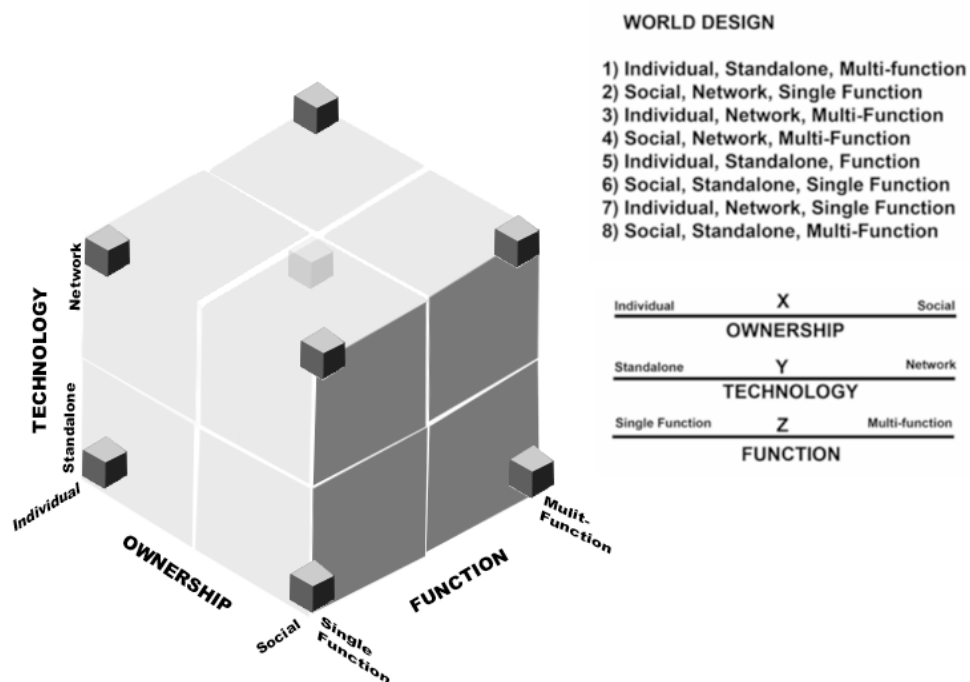 WORLD DESIGN
1) Individual, Standalone, Multi-function
2) Social, Network, Single Function
3) Individual, Network, Multi-Function
4) Social, Network, Multi-Function
5) Individual, Standalone, Function
6) Social, Standalone, Single Function
7) Individual, Network, Single Function
8) Social, Standalone, Multi-Function
Individual X Social
OWNERSHIP
Standalone Y Network
TECHNOLOGY
Single Function Z Multi-function
FUNCTION
TECHNOLOGY
Network
Standalone
Individual
OWNERSHIP
Social
Single
Function
FUNCTION
Mulit-
Function